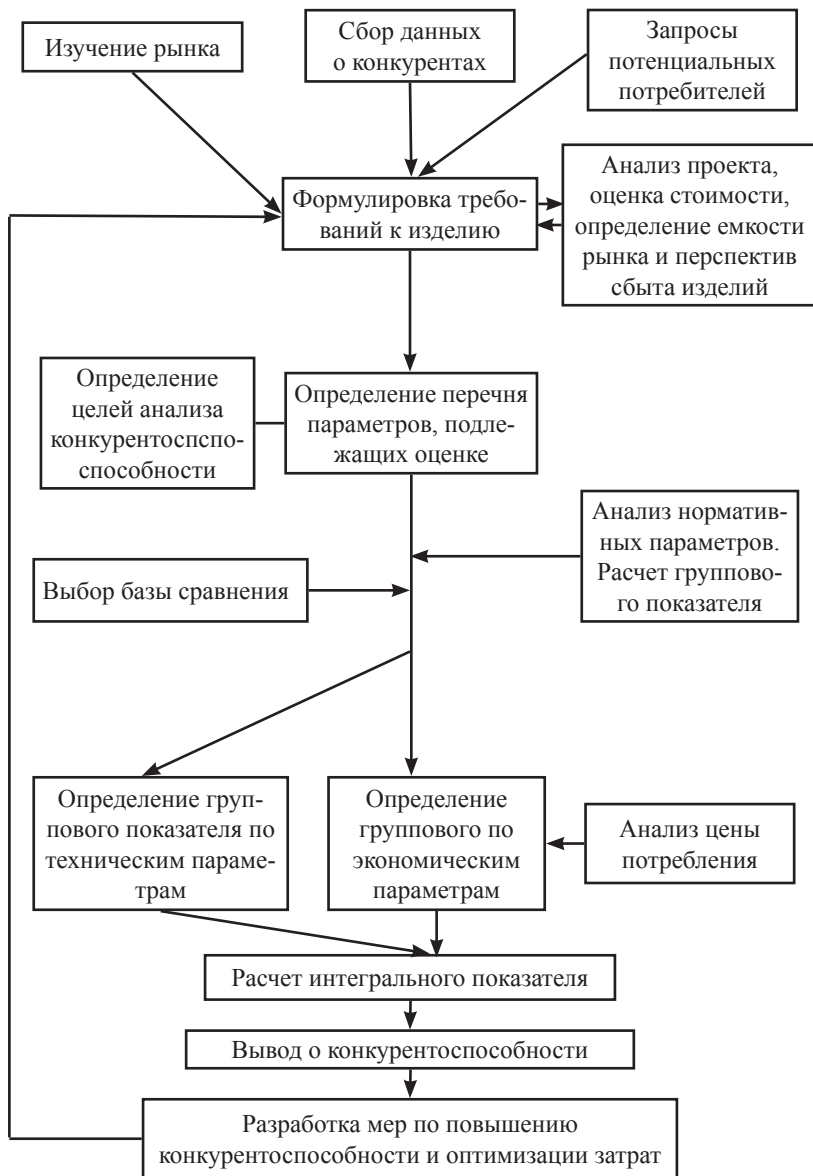 Изучение рынка
Сбор данных
о конкурентах
Запросы
потенциальных
потребителей
Формулировка требо-
ваний к изделию
Анализ проекта,
оценка стоимости,
определение емкости
рынка и перспектив
сбыта изделий
Определение
целей анализа
конкурентоспспо-
способности
Определение перечня
параметров, подле-
жащих оценке
Анализ норматив-
ных параметров.
Расчет группово-
го показателя
Выбор базы сравнения
Определение груп-
пового показателя по
техническим параме-
трам
Определение
группового по
экономическим
параметрам
Анализ цены
потребления
Расчет интегрального показателя
Вывод о конкурентоспособности
Разработка мер по повышению
конкурентоспособности и оптимизации затрат